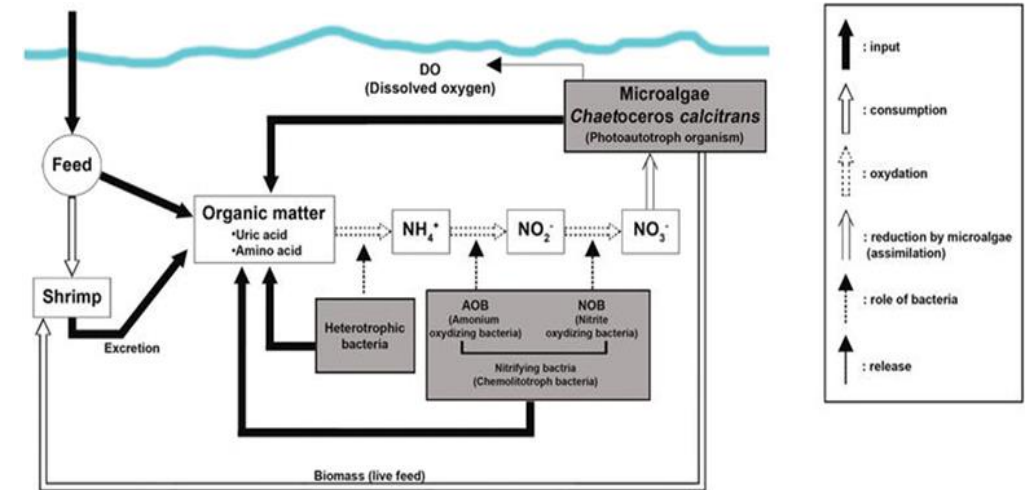 DO
(Dissolved oxygen)
Microalgae
Chaetoceros calcitrans
(Photoautotroph organism)
Feed
Organic matter
•Uric acid
•Amino acid
NH₄⁺
NO₂⁻
NO₃⁻
Shrimp
Excretion
Heterotrophic
bacteria
AOB
(Amonium
oxydizing bacteria)
NOB
(Nitrite
oxydizing bacteria)
Nitrifying bactria
(Chemolitotroph bacteria)
Biomass (live feed)
: input
: consumption
: oxydation
: reduction by microalgae
(assimilation)
: role of bacteria
: release